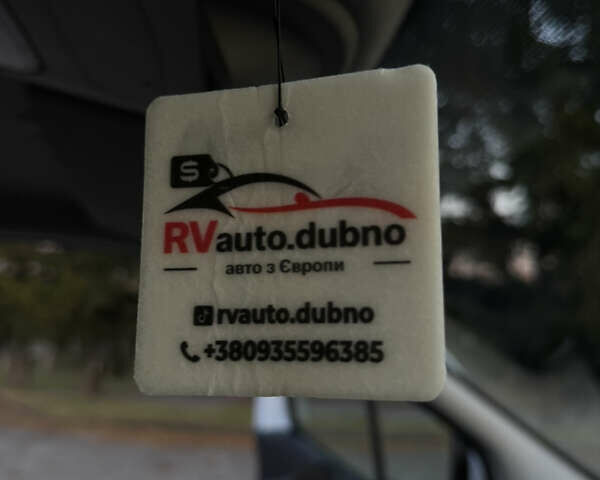 $
RVauto.dubno
авто з Європи
rvauto.dubno
+380935596385